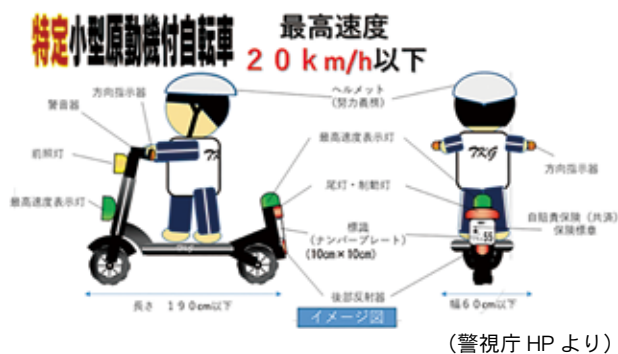 特定小型原動機付自転車
最高速度
20km/h以下
ヘルメット
(努力義務)
方向指示器
警音器
前照灯
最高速度表示灯
最高速度表示灯
尾灯・制動灯
標識
(ナンバープレート)
(10cm×10cm)
後部反射器
方向指示器
自賠責保険(共済)
保険標章
TKG
55
長さ 190cm以下
幅60cm以下
イメージ図
(警視庁HPより)